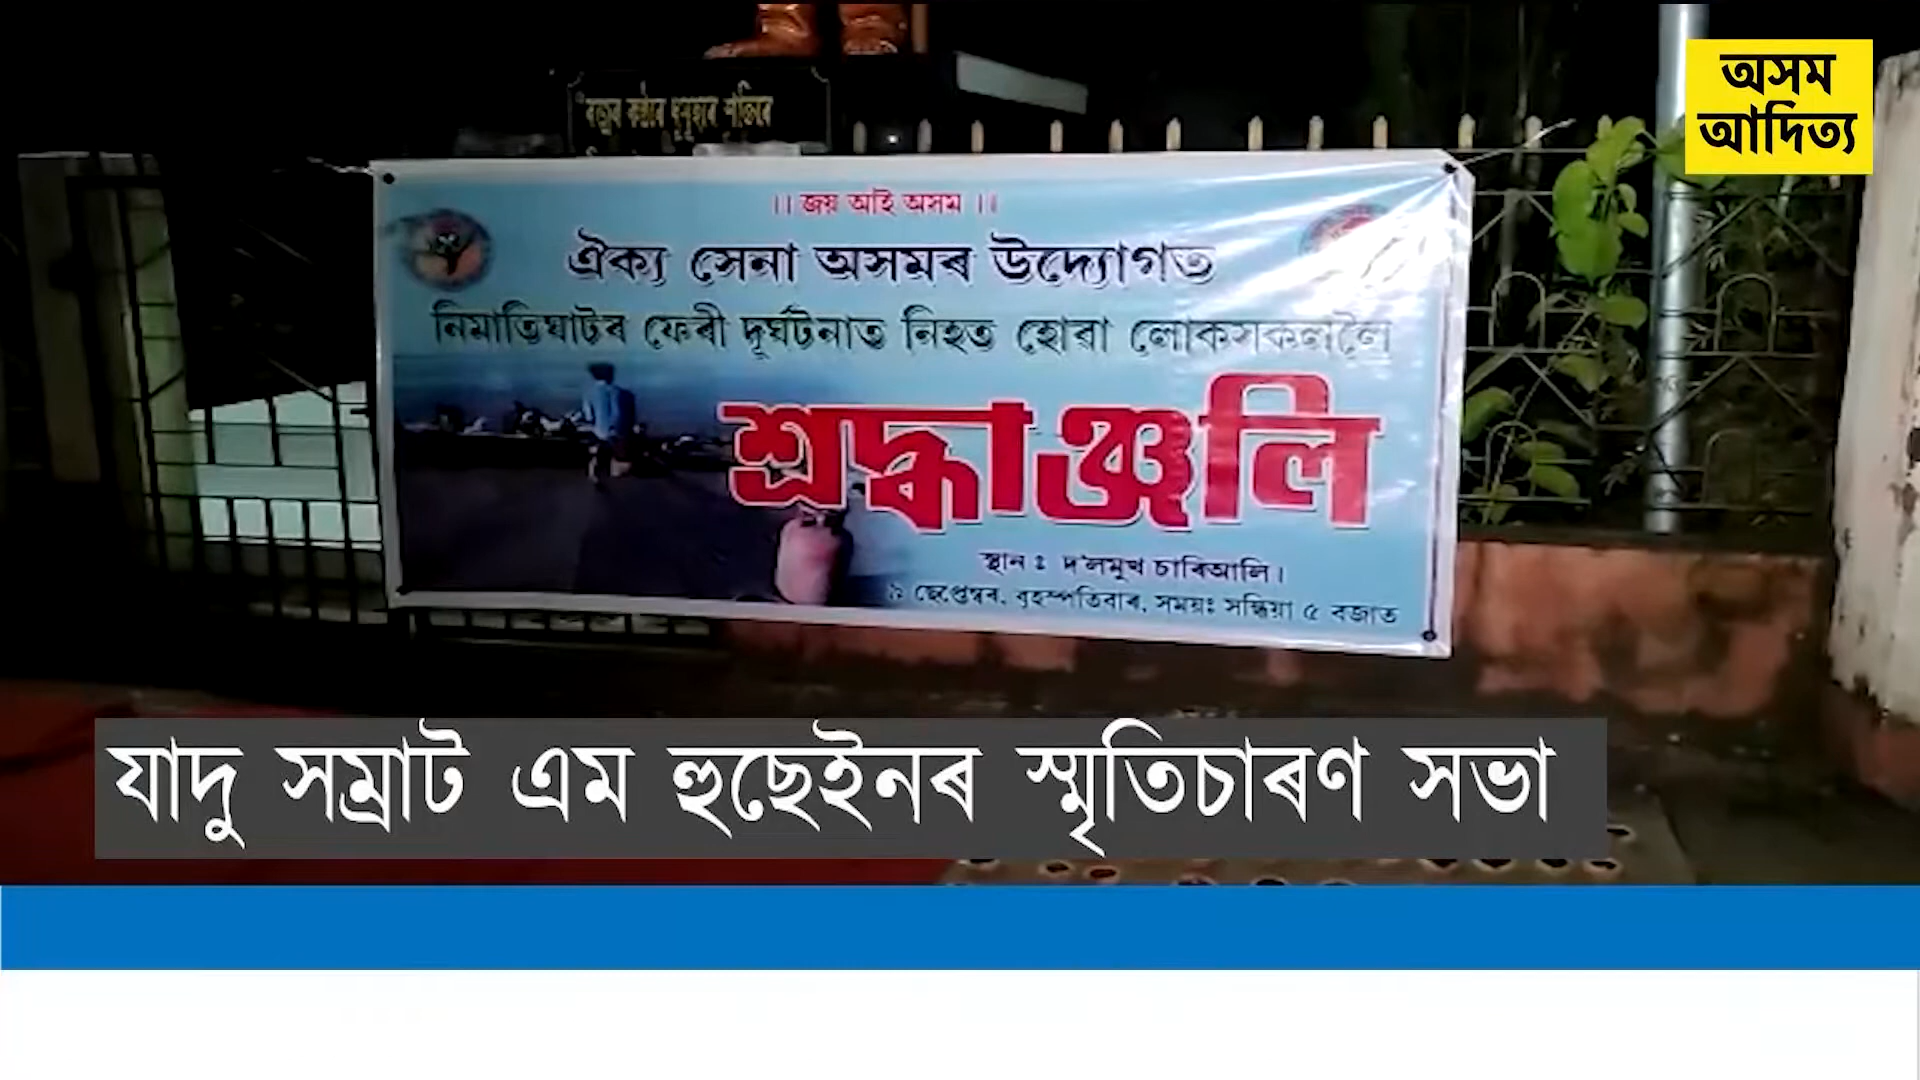 অসম
আদিত্য
।। জয় আই অসম ।।
ঐক্য সেনা অসমৰ উদ্যোগত
নিমাতিঘাটৰ ফেৰী দূৰ্ঘটনাত নিহত হোৱা লোকসকললৈ
শ্ৰদ্ধাঞ্জলি
স্থান : দ'লমুখ চাৰিআলি।
৯ ছেপ্তেম্বৰ, বৃহস্পতিবাৰ, সময়ঃ সন্ধিয়া ৫ বজাত
যাদু সম্ৰাট এম হুছেইনৰ স্মৃতিচাৰণ সভা